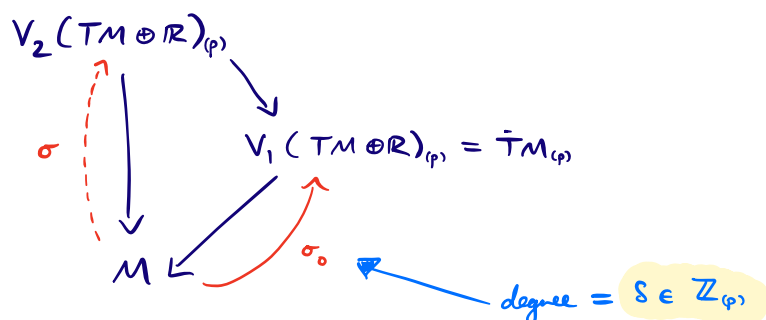 V₂(TM⊕ℝ)₍ₚ₎
σ
V₁(TM⊕ℝ)₍ₚ₎ = ṪM₍ₚ₎
M
σ₀
degree = δ ∈ ℤ₍ₚ₎